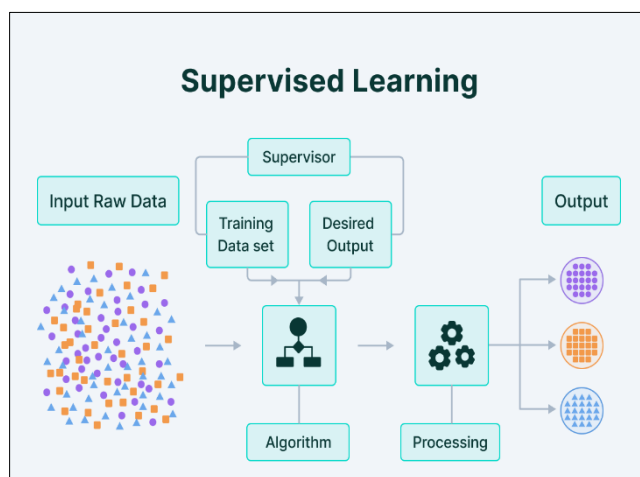 Supervised Learning
Supervisor
Input Raw Data
Training
Data set
Desired
Output
Output
Algorithm
Processing